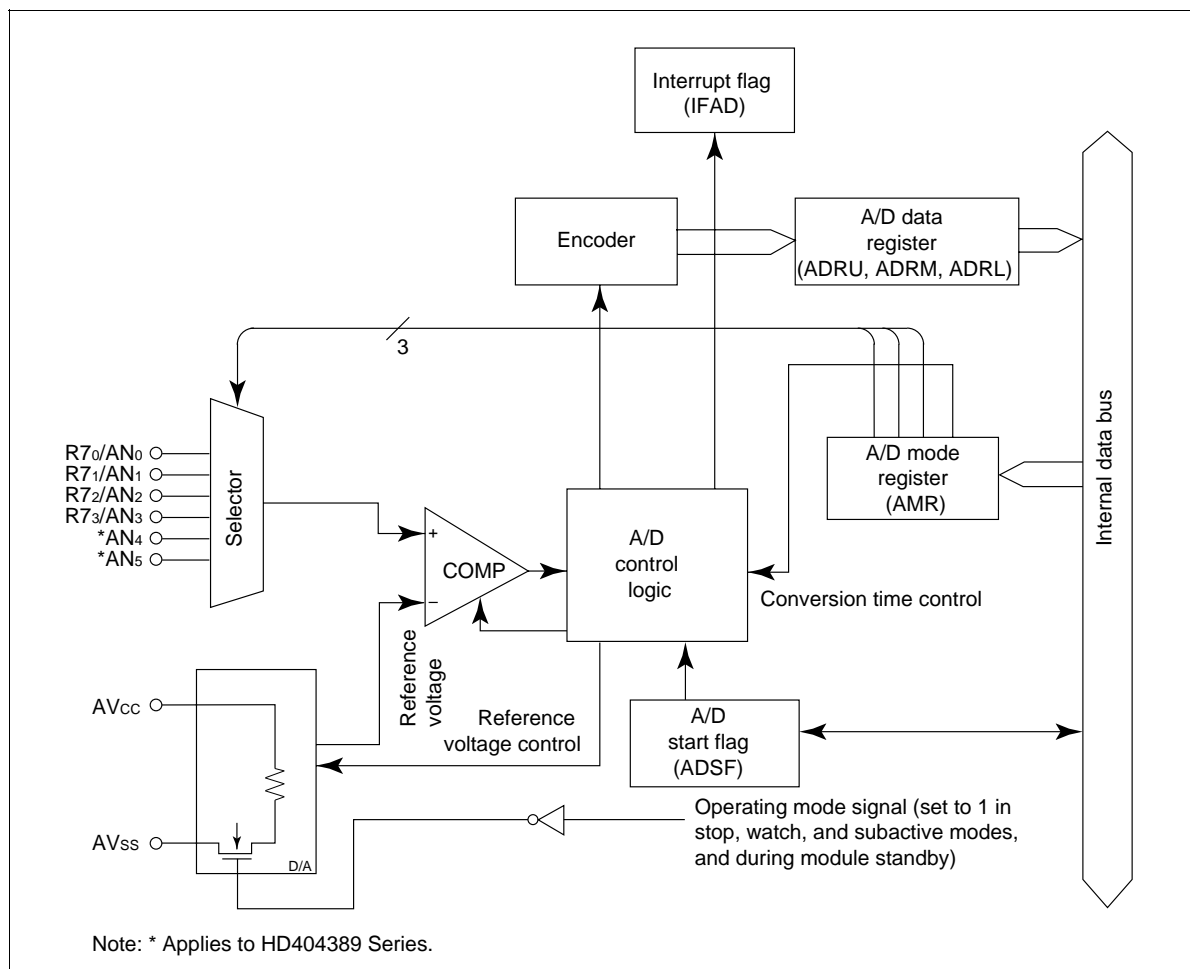 Interrupt flag
(IFAD)
Encoder
A/D data
register
(ADRU, ADRM, ADRL)
3
R70/AN0
R71/AN1
R72/AN2
R73/AN3
*AN4
*AN5
Selector
A/D mode
register
(AMR)
Internal data bus
+
COMP
−
A/D
control
logic
Conversion time control
Reference
voltage
Reference
voltage control
AVCC
AVSS
D/A
A/D
start flag
(ADSF)
Operating mode signal (set to 1 in
stop, watch, and subactive modes,
and during module standby)
Note: * Applies to HD404389 Series.